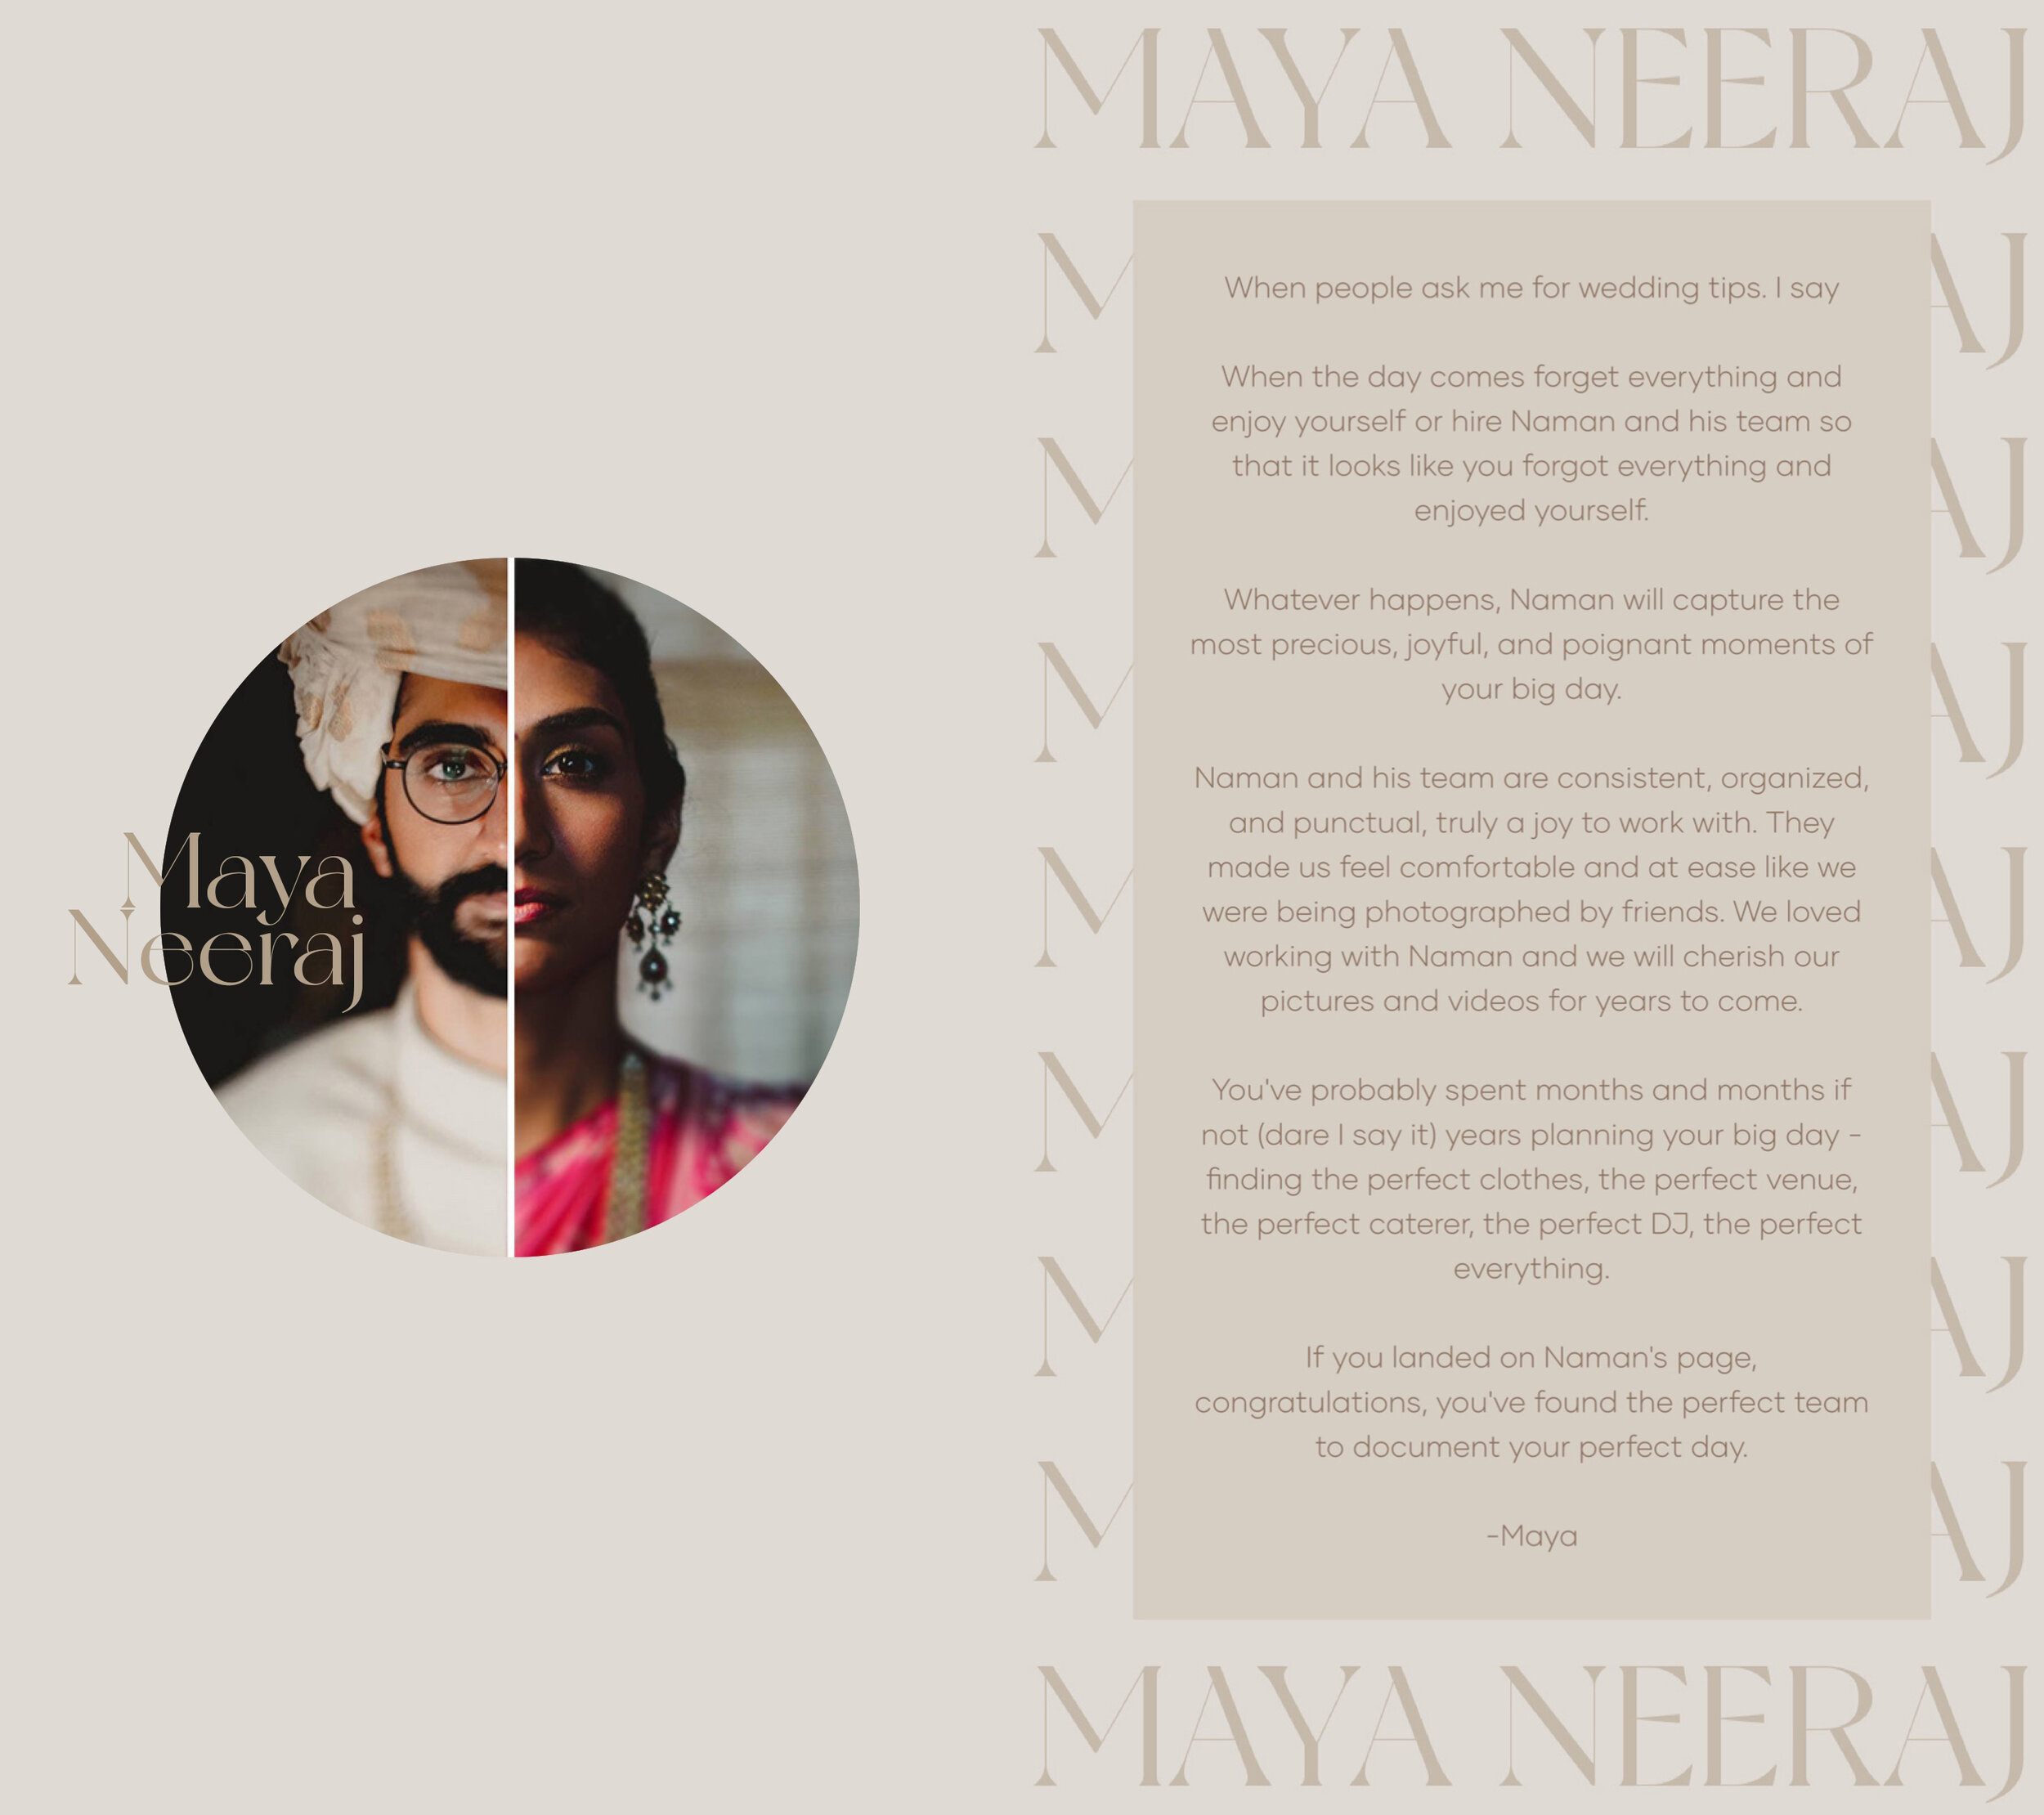 Maya
Neeraj
MAYA NEERAJ
When people ask me for wedding tips. I say
When the day comes forget everything and
enjoy yourself or hire Naman and his team so
that it looks like you forgot everything and
enjoyed yourself.
Whatever happens, Naman will capture the
most precious, joyful, and poignant moments of
your big day.
Naman and his team are consistent, organized,
and punctual, truly a joy to work with. They
made us feel comfortable and at ease like we
were being photographed by friends. We loved
working with Naman and we will cherish our
pictures and videos for years to come.
You've probably spent months and months if
not (dare I say it) years planning your big day -
finding the perfect clothes, the perfect venue,
the perfect caterer, the perfect DJ, the perfect
everything.
If you landed on Naman's page,
congratulations, you've found the perfect team
to document your perfect day.
-Maya
MAYA NEERAJ